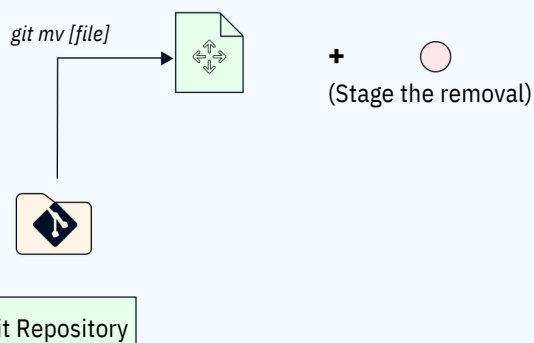 git mv [file]
+
(Stage the removal)
it Repository